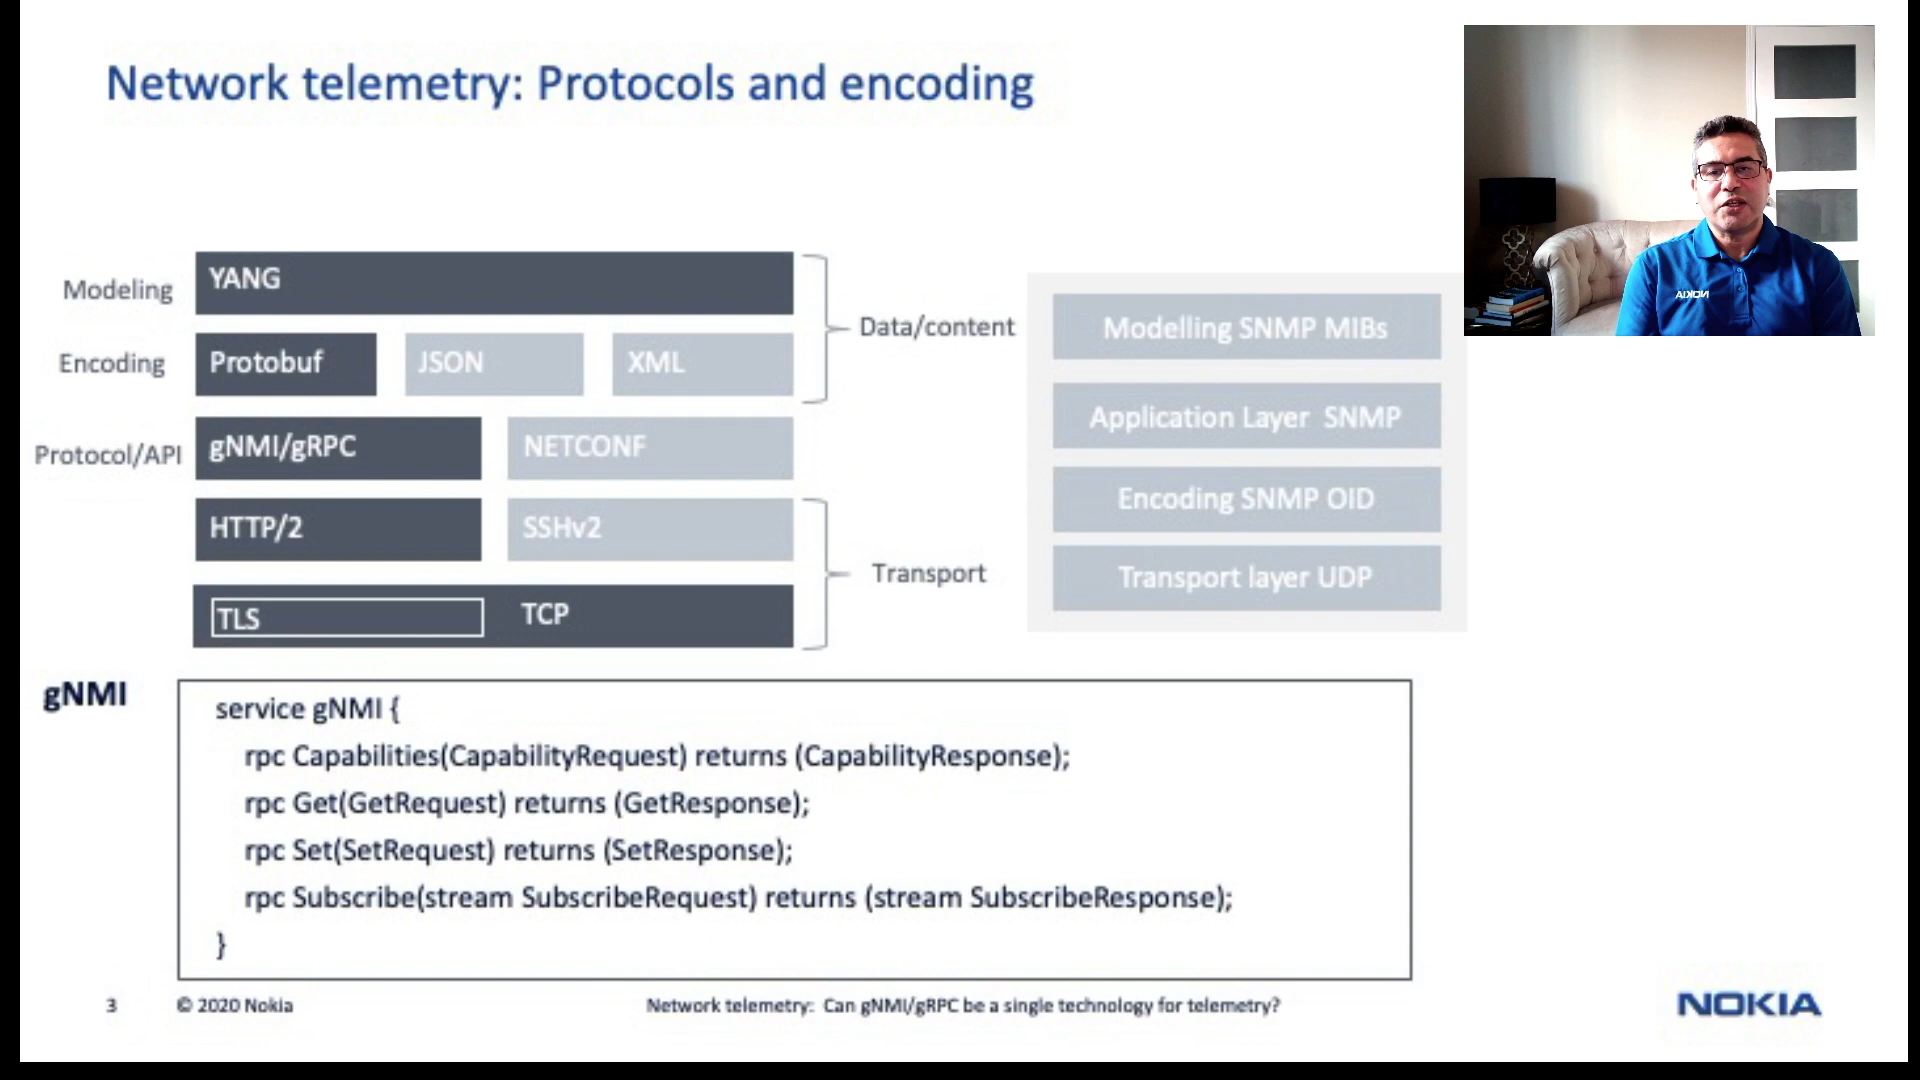 Network telemetry: Protocols and encoding
Modeling
YANG
Encoding
Protobuf
JSON
XML
Data/content
Protocol/API
gNMI/gRPC
NETCONF
HTTP/2
SSHv2
TLS
TCP
Transport
Modelling SNMP MIBs
Application Layer SNMP
Encoding SNMP OID
Transport layer UDP
NOKIA
gNMI
service gNMI {
rpc Capabilities(CapabilityRequest) returns (CapabilityResponse);
rpc Get(GetRequest) returns (GetResponse);
rpc Set(SetRequest) returns (SetResponse);
rpc Subscribe(stream SubscribeRequest) returns (stream SubscribeResponse);
}
3
© 2020 Nokia
Network telemetry: Can gNMI/gRPC be a single technology for telemetry?
NOKIA